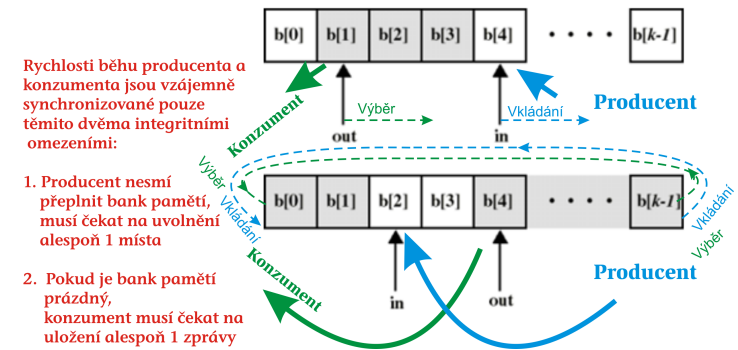 b[0] b[1] b[2] b[3] b[4] • • • • b[k-1]
Rychlosti běhu producenta a
konzumenta jsou vzájemně
synchronizované pouze
těmito dvěma integritními
omezeními:
Konzument
Výběr
out
Vkládání
in
Producent
1. Producent nesmí
přeplnit bank pamětí,
musí čekat na uvolnění
alespoň 1 místa
2. Pokud je bank pamětí
prázdný,
konzument musí čekat na
uložení alespoň 1 zprávy
Výběr
Vkládání
b[0] b[1] b[2] b[3] b[4] • • • • b[k-1]
Vkládání
Výběr
Konzument
in
out
Producent